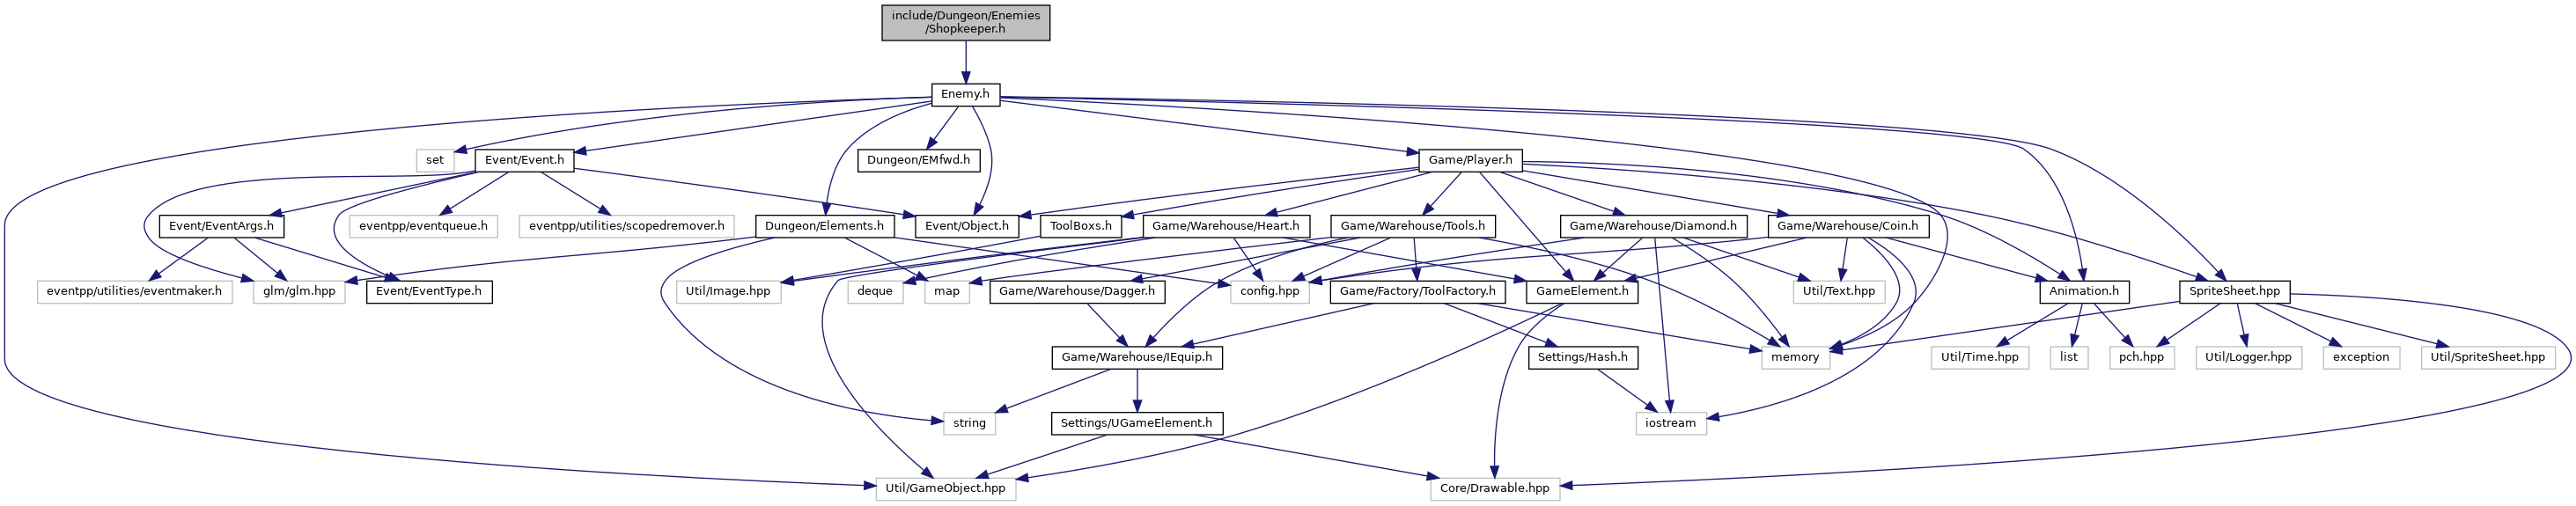 include/Dungeon/Enemies
/Shopkeeper.h
Enemy.h
set
Event/Event.h
Dungeon/EMfwd.h
Game/Player.h
Event/EventArgs.h
eventpp/eventqueue.h
eventpp/utilities/scopedremover.h
Dungeon/Elements.h
Event/Object.h
ToolBoxs.h
Game/Warehouse/Heart.h
Game/Warehouse/Tools.h
Game/Warehouse/Diamond.h
Game/Warehouse/Coin.h
eventpp/utilities/eventmaker.h
glm/glm.hpp
Event/EventType.h
Util/Image.hpp
deque
map
Game/Warehouse/Dagger.h
config.hpp
Game/Factory/ToolFactory.h
GameElement.h
Util/Text.hpp
Animation.h
SpriteSheet.hpp
Game/Warehouse/IEquip.h
Settings/Hash.h
memory
Util/Time.hpp
list
pch.hpp
Util/Logger.hpp
exception
Util/SpriteSheet.hpp
string
Settings/UGameElement.h
iostream
Util/GameObject.hpp
Core/Drawable.hpp